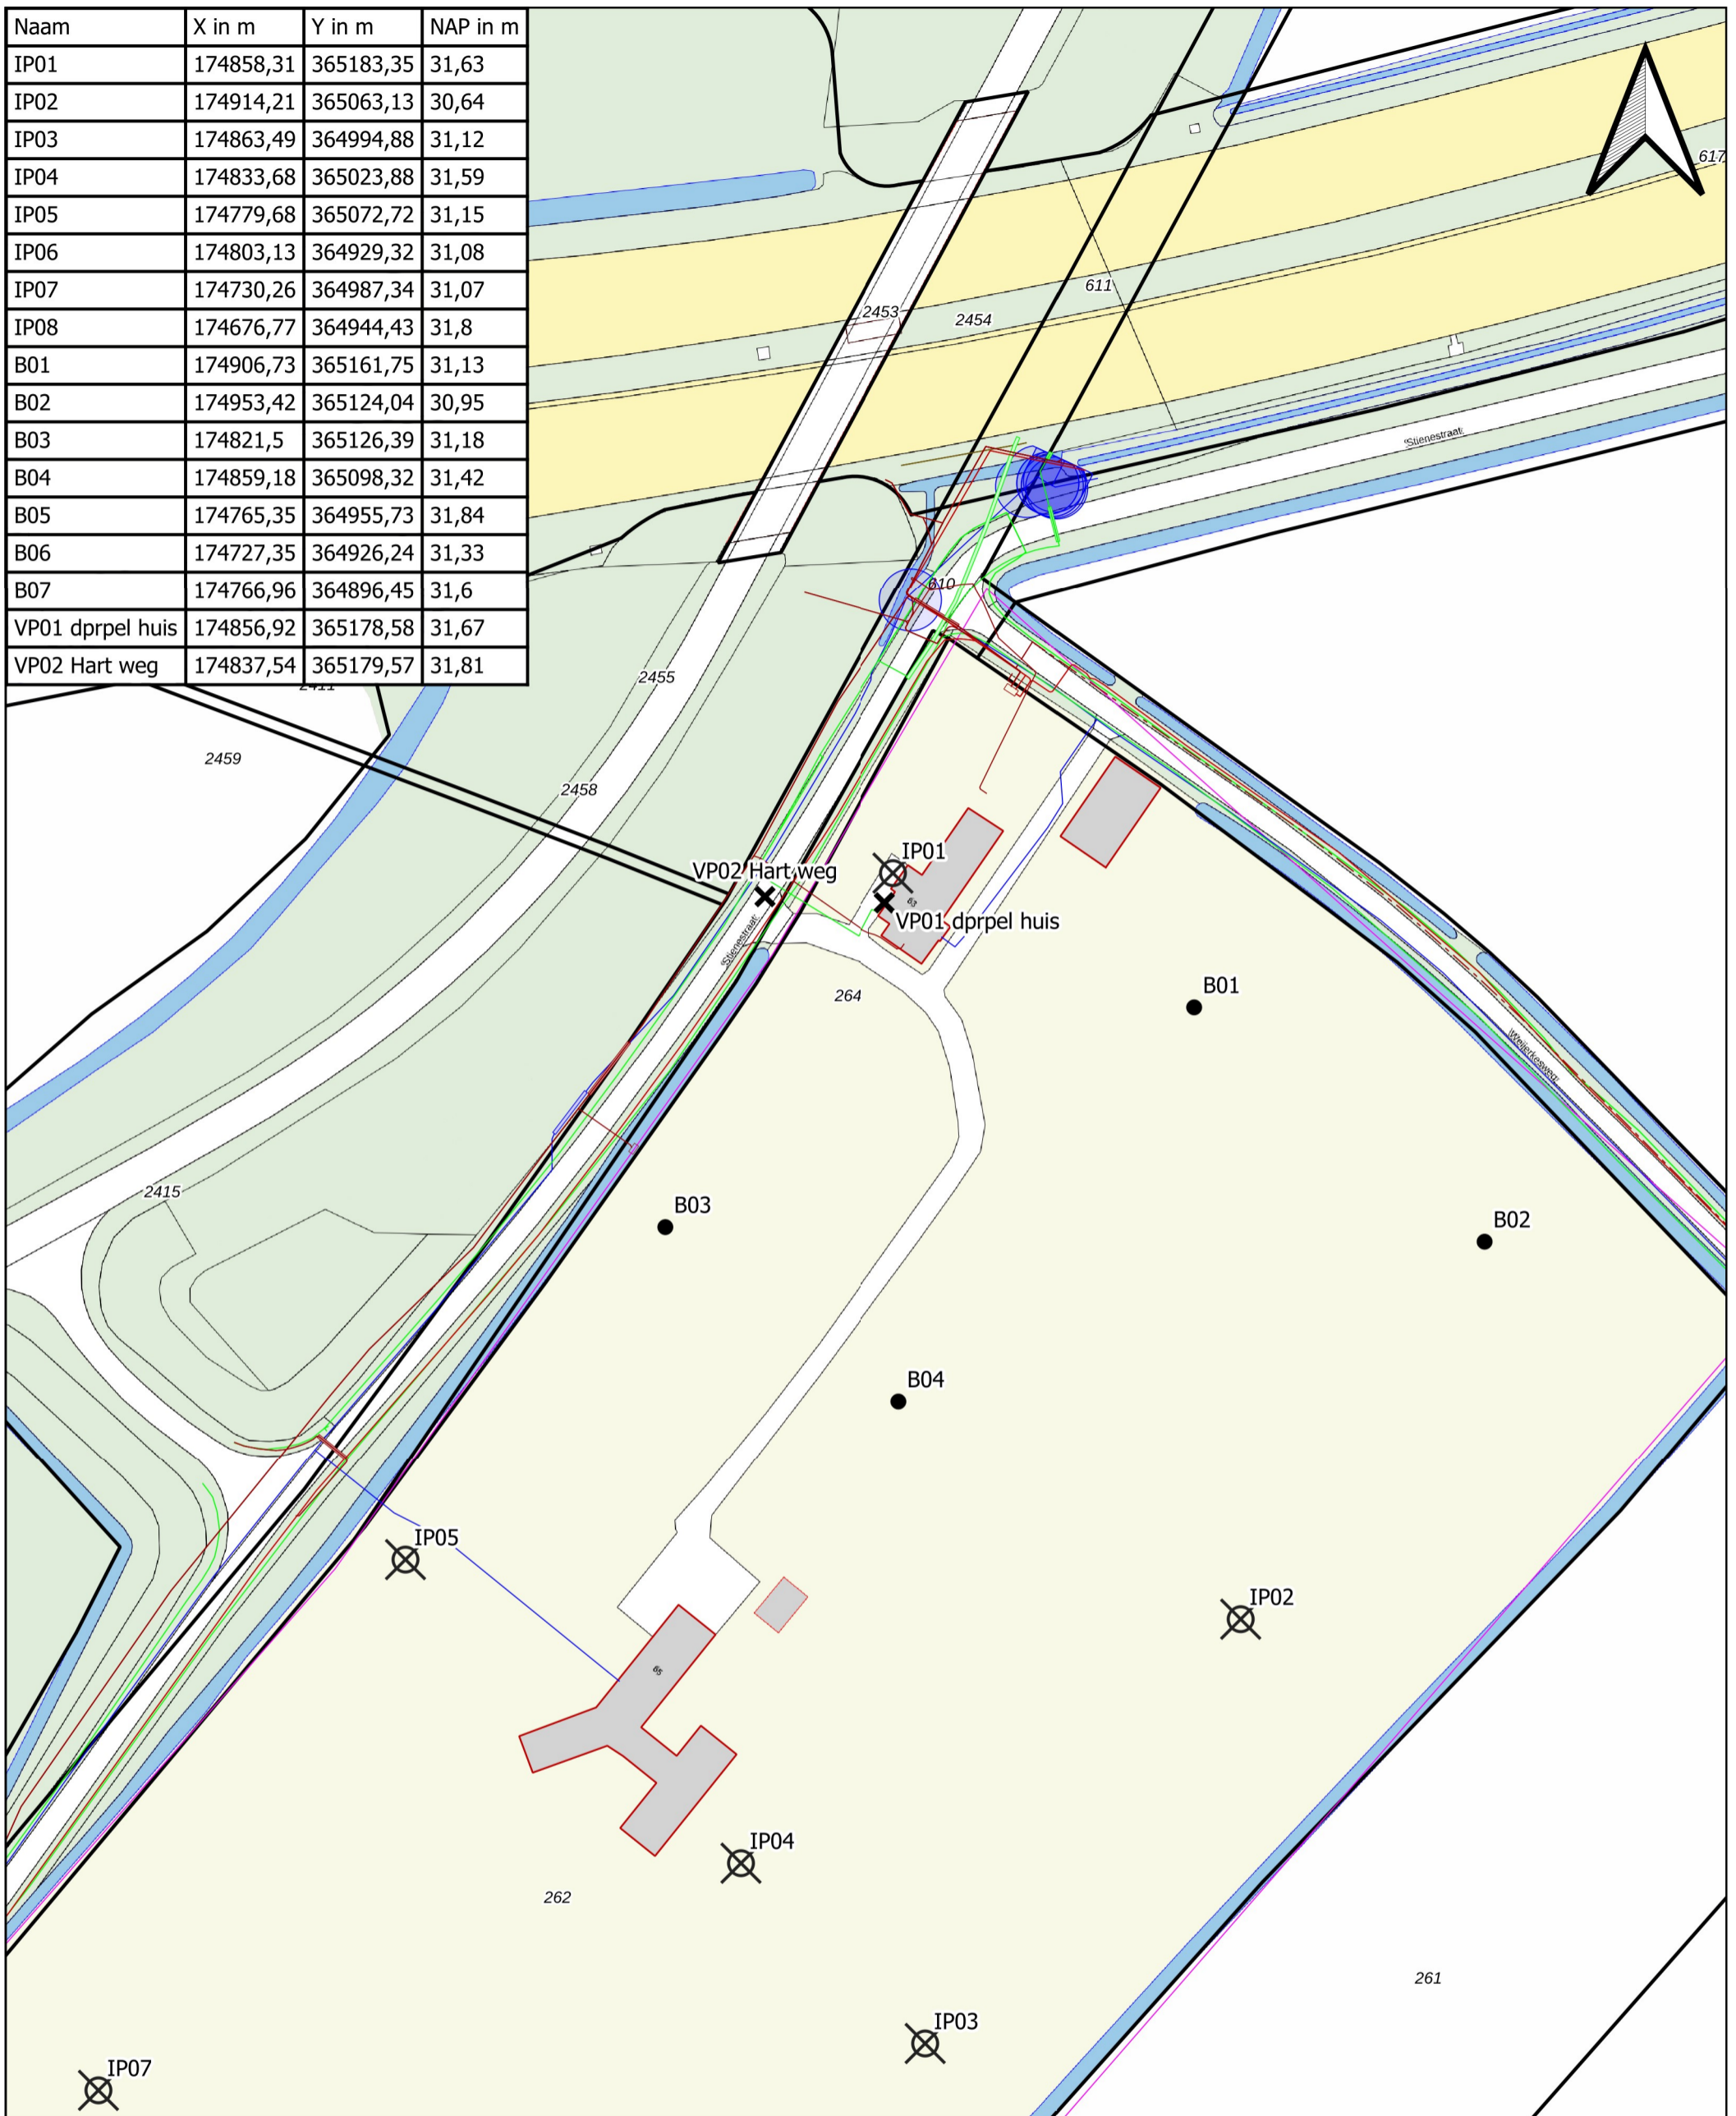 Naam X in m Y in m NAP in m
IP01 174858,31 365183,35 31,63
IP02 174914,21 365063,13 30,64
IP03 174863,49 364994,88 31,12
IP04 174833,68 365023,88 31,59
IP05 174779,68 365072,72 31,15
IP06 174803,13 364929,32 31,08
IP07 174730,26 364987,34 31,07
IP08 174676,77 364944,43 31,8
B01 174906,73 365161,75 31,13
B02 174953,42 365124,04 30,95
B03 174821,5 365126,39 31,18
B04 174859,18 365098,32 31,42
B05 174765,35 364955,73 31,84
B06 174727,35 364926,24 31,33
B07 174766,96 364896,45 31,6
VP01 dprpel huis 174856,92 365178,58 31,67
VP02 Hart weg 174837,54 365179,57 31,81
617
611
2453
2454
Stienestraat
610
2455
2411
2459
2458
IP01
VP02 Hart weg
63
VP01 dprpel huis
Stienestraat
B01
264
Weijerkesweg
2415
B03
B02
B04
IP05
IP02
65
IP04
262
261
IP03
IP07